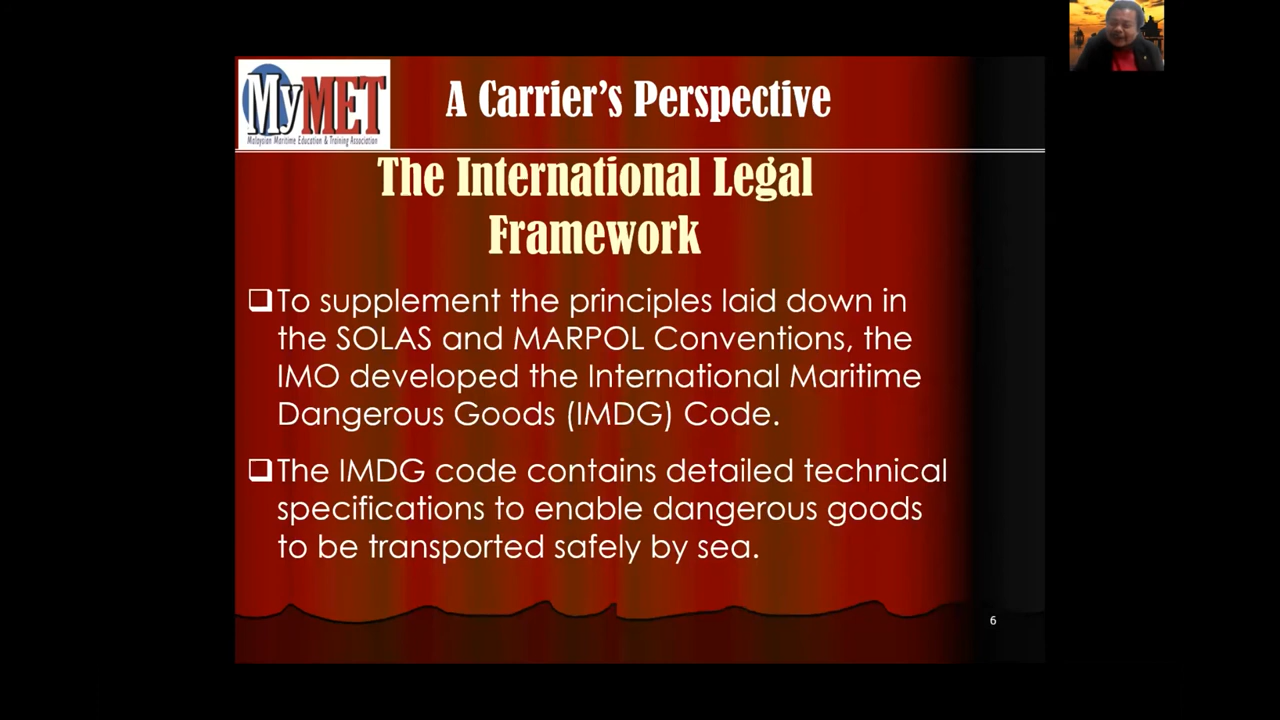 MyMET
Malaysian Maritime Education & Training Association
A Carrier's Perspective
The International Legal
Framework
To supplement the principles laid down in
the SOLAS and MARPOL Conventions, the
IMO developed the International Maritime
Dangerous Goods (IMDG) Code.
The IMDG code contains detailed technical
specifications to enable dangerous goods
to be transported safely by sea.
6